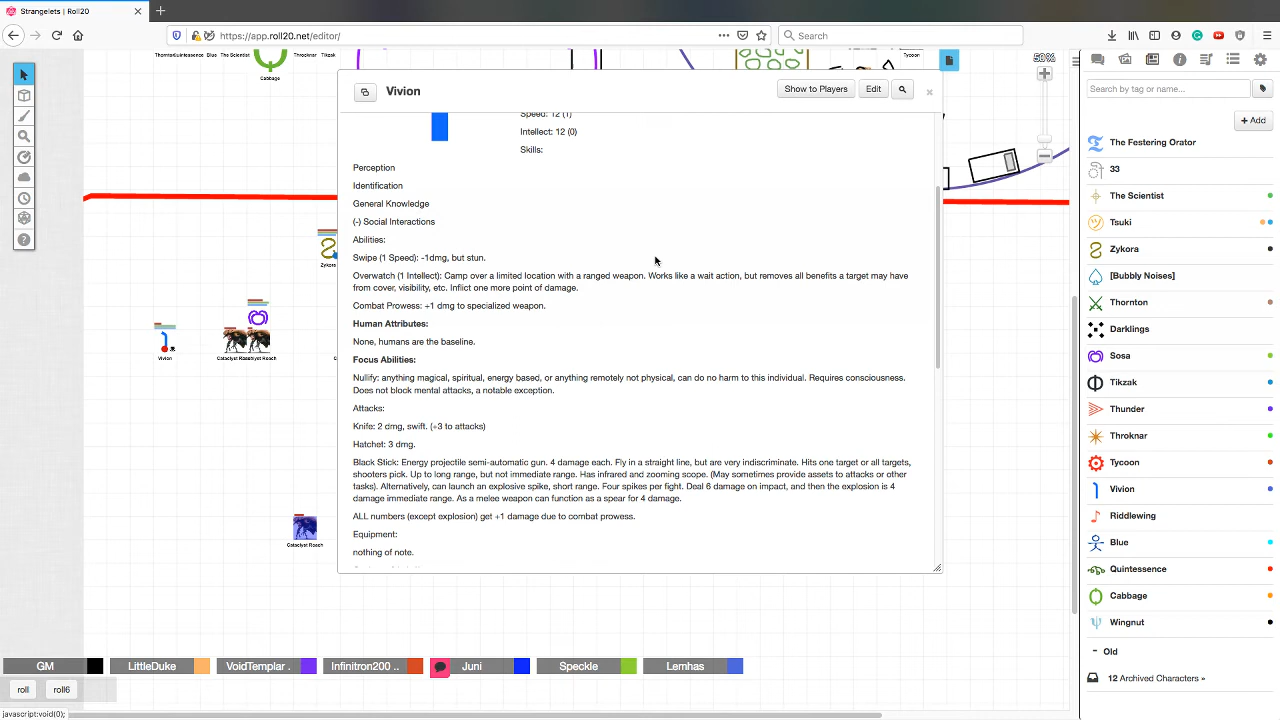 Strangelets | Roll20
https://app.roll20.net/editor/
Search
Thorntom
Quintessence
Blue
The Scientist
Throcknar
Tikzak
Cabbage
Tycoon
50%
Vivion
Show to Players
Edit
Speed: 12 (1)
Intellect: 12 (0)
Skills:
Perception
Identification
General Knowledge
(-) Social Interactions
Abilities:
Swipe (1 Speed): -1dmg, but stun.
Overwatch (1 Intellect): Camp over a limited location with a ranged weapon. Works like a wait action, but removes all benefits a target may have
from cover, visibility, etc. Inflict one more point of damage.
Combat Prowess: +1 dmg to specialized weapon.
Human Attributes:
None, humans are the baseline.
Focus Abilities:
Nullify: anything magical, spiritual, energy based, or anything remotely not physical, can do no harm to this individual. Requires consciousness.
Does not block mental attacks, a notable exception.
Attacks:
Knife: 2 dmg, swift. (+3 to attacks)
Hatchet: 3 dmg.
Black Stick: Energy projectile semi-automatic gun. 4 damage each. Fly in a straight line, but are very indiscriminate. Hits one target or all targets,
shooters pick. Up to long range, but not immediate range. Has infrared and zooming scope. (May sometimes provide assets to attacks or other
tasks). Alternatively, can launch an explosive spike, short range. Four spikes per fight. Deal 6 damage on impact, and then the explosion is 4
damage immediate range. As a melee weapon can function as a spear for 4 damage.
ALL numbers (except explosion) get +1 damage due to combat prowess.
Equipment:
nothing of note.
Zykora
Vivion
Cataclyst Roach
Cataclyst Roach
Search by tag or name...
+ Add
The Festering Orator
33
The Scientist
Tsuki
Zykora
[Bubbly Noises]
Thornton
Darklings
Sosa
Tikzak
Thunder
Throknar
Tycoon
Vivion
Riddlewing
Blue
Quintessence
Cabbage
Wingnut
- Old
12 Archived Characters »
GM
LittleDuke
VoidTemplar .
Infinitron200 ..
Juni
Speckle
Lemhas
roll
roll6
javascript:void(0);